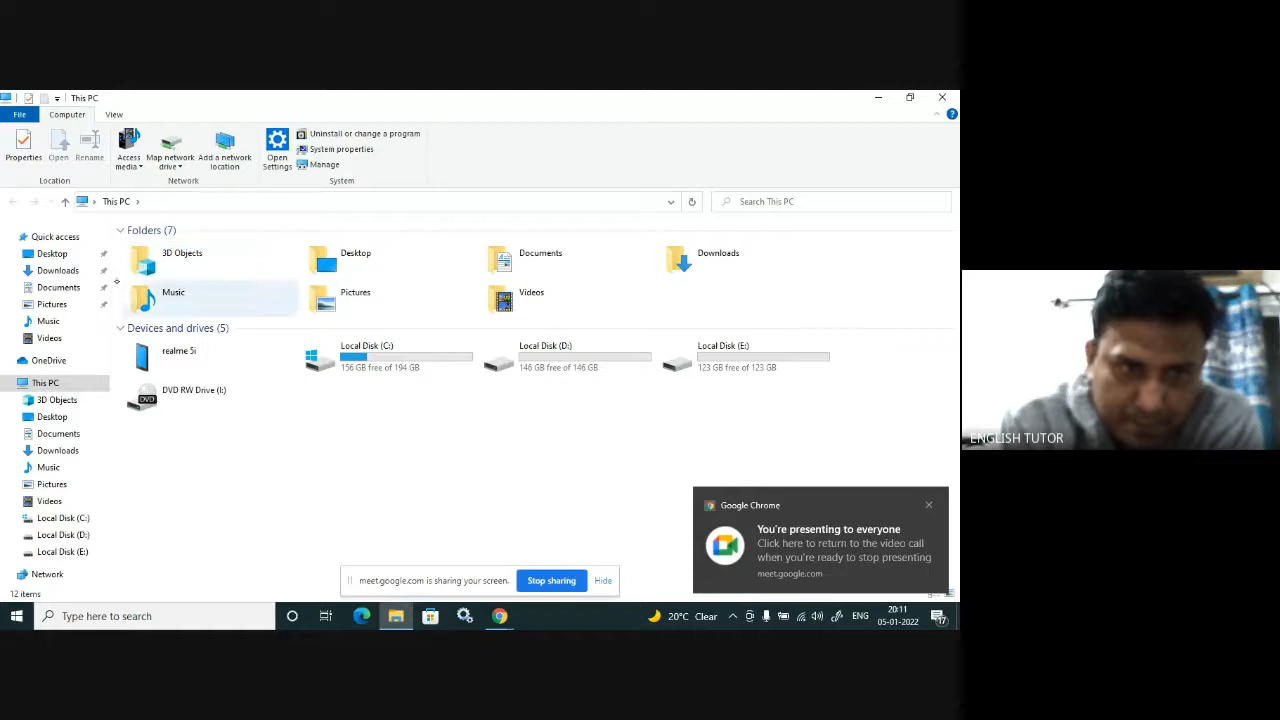 This PC
File
Computer
View
Properties
Open
Rename
Access media
Map network drive
Add a network location
Open Settings
Uninstall or change a program
System properties
Manage
Location
Network
System
This PC
Search This PC
Quick access
Desktop
Downloads
Documents
Pictures
Music
Videos
OneDrive
This PC
3D Objects
Desktop
Documents
Downloads
Music
Pictures
Videos
Local Disk (C:)
Local Disk (D:)
Local Disk (E:)
Network
Folders (7)
3D Objects
Desktop
Documents
Downloads
Music
Pictures
Videos
Devices and drives (5)
realme 5i
Local Disk (C:)
156 GB free of 194 GB
Local Disk (D:)
146 GB free of 146 GB
Local Disk (E:)
123 GB free of 123 GB
DVD RW Drive (I:)
DVD
12 items
Google Chrome
You're presenting to everyone
Click here to return to the video call
when you're ready to stop presenting
meet.google.com
meet.google.com is sharing your screen.
Stop sharing
Hide
Type here to search
20°C Clear
ENG
20:11
05-01-2022
17
ENGLISH TUTOR